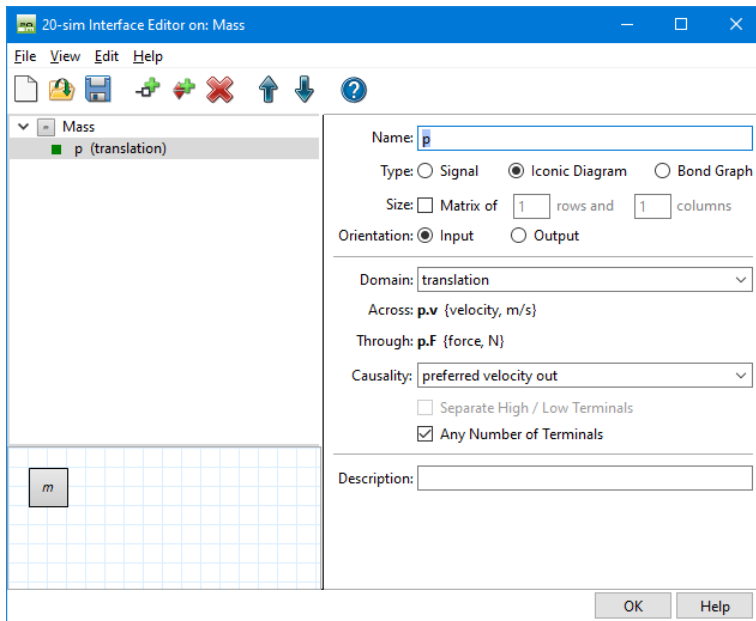 20-sim Interface Editor on: Mass
File View Edit Help
Mass
p (translation)
m
Name: p
Type: Signal Iconic Diagram Bond Graph
Size: Matrix of 1 rows and 1 columns
Orientation: Input Output
Domain: translation
Across: p.v {velocity, m/s}
Through: p.F {force, N}
Causality: preferred velocity out
Separate High / Low Terminals
Any Number of Terminals
Description:
OK Help